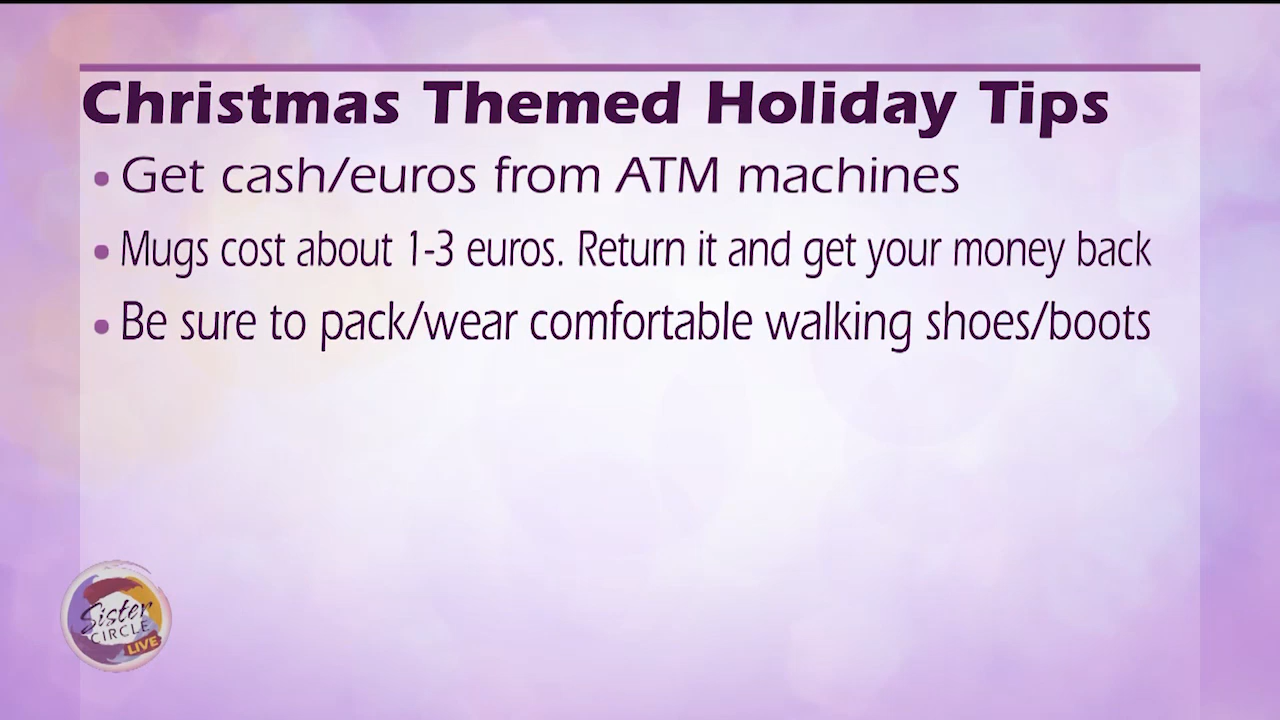 Christmas Themed Holiday Tips
• Get cash/euros from ATM machines
• Mugs cost about 1-3 euros. Return it and get your money back
• Be sure to pack/wear comfortable walking shoes/boots
Sister
CIRCLE
LIVE